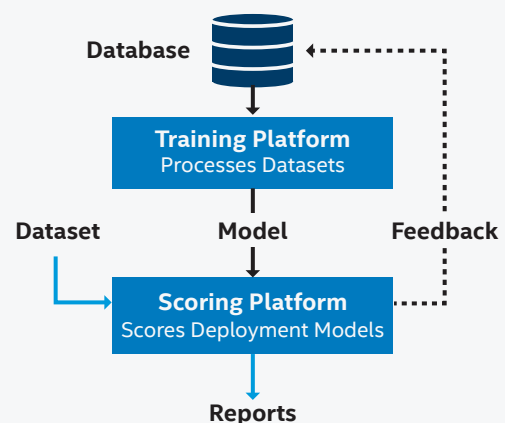 Database
Training Platform
Processes Datasets
Dataset
Model
Feedback
Scoring Platform
Scores Deployment Models
Reports